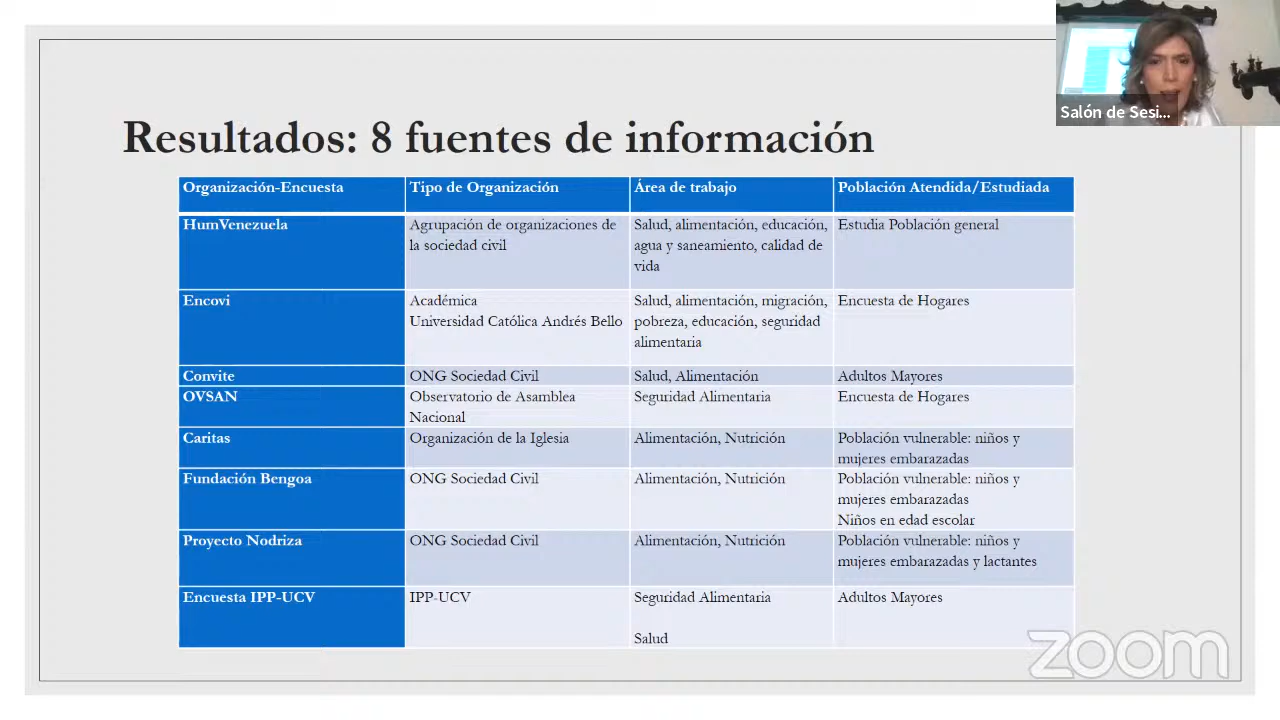 Salón de Sesi...
Resultados: 8 fuentes de información
Organización-Encuesta
Tipo de Organización
Área de trabajo
Población Atendida/Estudiada
HumVenezuela
Agrupación de organizaciones de
la sociedad civil
Salud, alimentación, educación,
agua y saneamiento, calidad de
vida
Estudia Población general
Encovi
Académica
Universidad Católica Andrés Bello
Salud, alimentación, migración,
pobreza, educación, seguridad
alimentaria
Encuesta de Hogares
Convite
ONG Sociedad Civil
Salud, Alimentación
Adultos Mayores
OVSAN
Observatorio de Asamblea
Nacional
Seguridad Alimentaria
Encuesta de Hogares
Caritas
Organización de la Iglesia
Alimentación, Nutrición
Población vulnerable: niños y
mujeres embarazadas
Fundación Bengoa
ONG Sociedad Civil
Alimentación, Nutrición
Población vulnerable: niños y
mujeres embarazadas
Niños en edad escolar
Proyecto Nodriza
ONG Sociedad Civil
Alimentación, Nutrición
Población vulnerable: niños y
mujeres embarazadas y lactantes
Encuesta IPP-UCV
IPP-UCV
Seguridad Alimentaria
Salud
Adultos Mayores
zoom